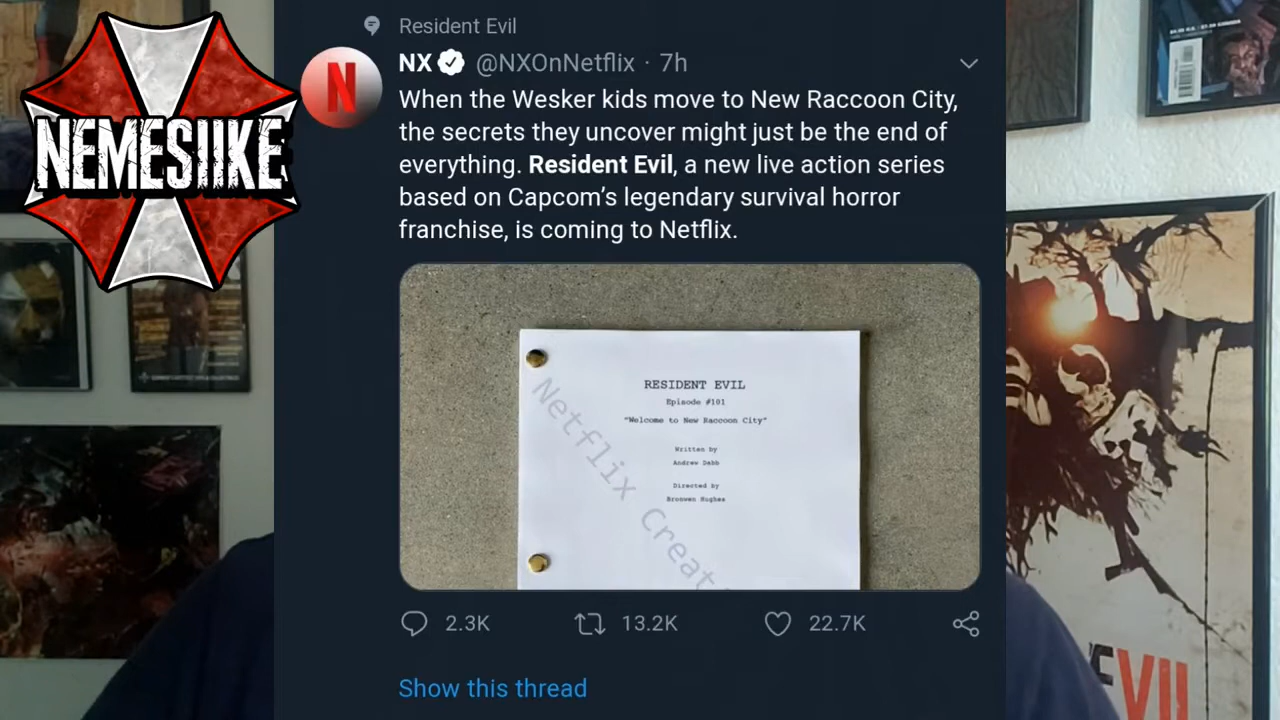 NEMESIIKE
Resident Evil
NX @NXOnNetflix · 7h
When the Wesker kids move to New Raccoon City,
the secrets they uncover might just be the end of
everything. Resident Evil, a new live action series
based on Capcom's legendary survival horror
franchise, is coming to Netflix.
RESIDENT EVIL
Episode #101
"Welcome to New Raccoon City"
Written by
Andrew Dabb
Directed by
Bronwen Hughes
Netflix Creat
2.3K 13.2K 22.7K
Show this thread
EVIL